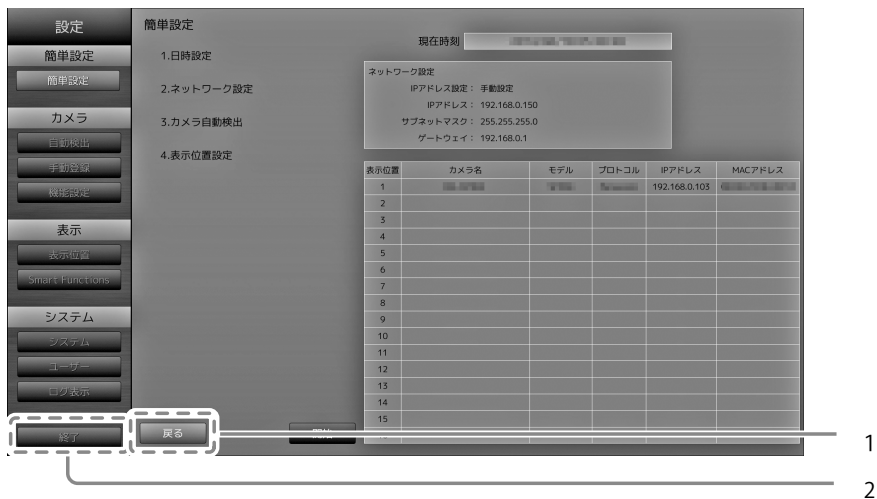 設定
簡単設定
簡単設定
カメラ
自動検出
手動登録
機能設定
表示
表示位置
Smart Functions
システム
システム
ユーザー
ログ表示
終了
簡単設定
1.日時設定
2.ネットワーク設定
3.カメラ自動検出
4.表示位置設定
戻る
現在時刻
ネットワーク設定
IPアドレス設定： 手動設定
IPアドレス： 192.168.0.150
サブネットマスク： 255.255.255.0
ゲートウェイ： 192.168.0.1
表示位置 カメラ名 モデル プロトコル IPアドレス MACアドレス
1 192.168.0.103
2
3
4
5
6
7
8
9
10
11
12
13
14
15
1
2